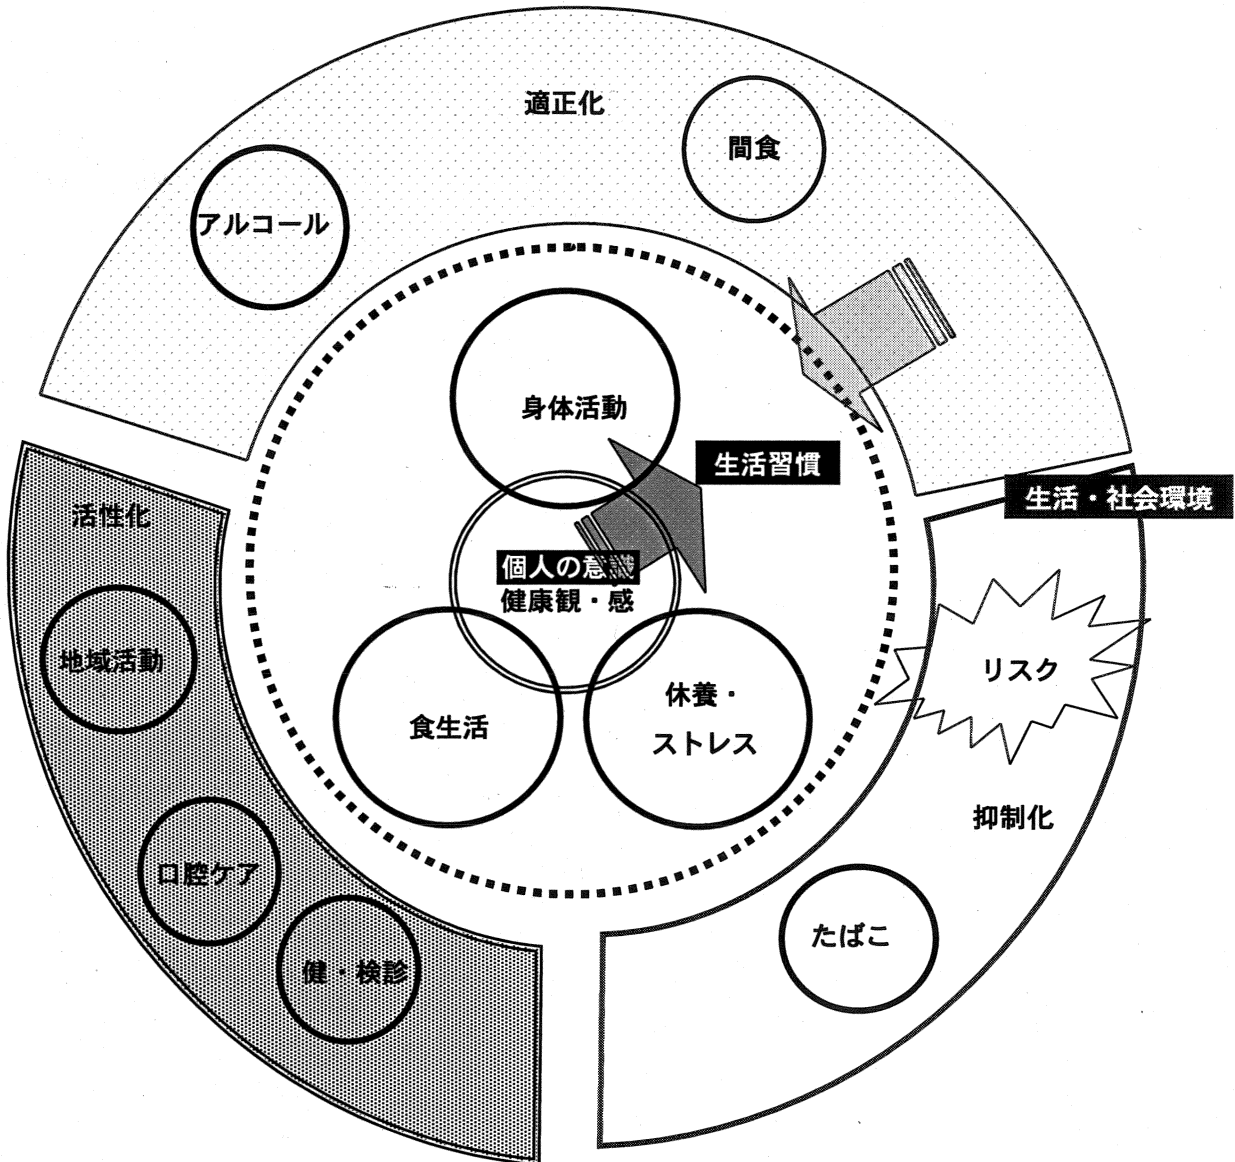 適正化
間食
アルコール
身体活動
生活習慣
生活・社会環境
活性化
個人の意識
健康観・感
地域活動
リスク
休養・
ストレス
食生活
抑制化
口腔ケア
たばこ
健・検診